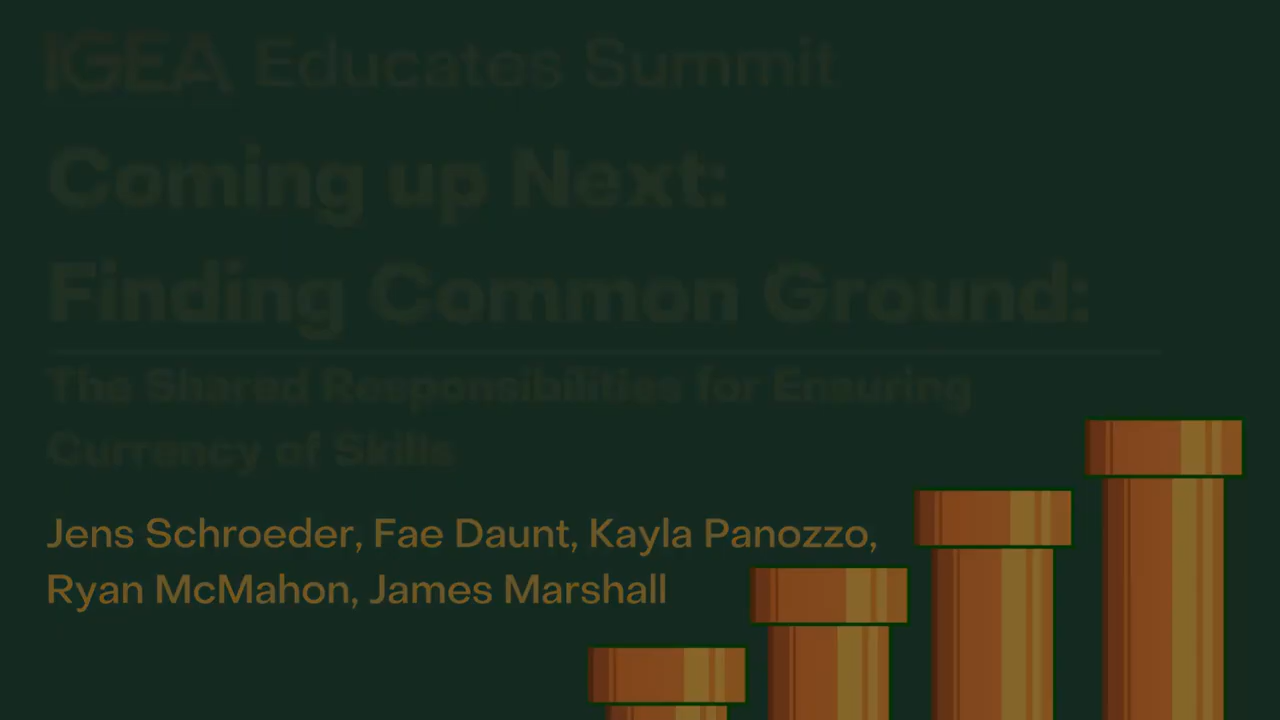 IGEA Educates Summit
Coming up Next:
Finding Common Ground:
The Shared Responsibilities for Ensuring
Currency of Skills
Jens Schroeder, Fae Daunt, Kayla Panozzo,
Ryan McMahon, James Marshall